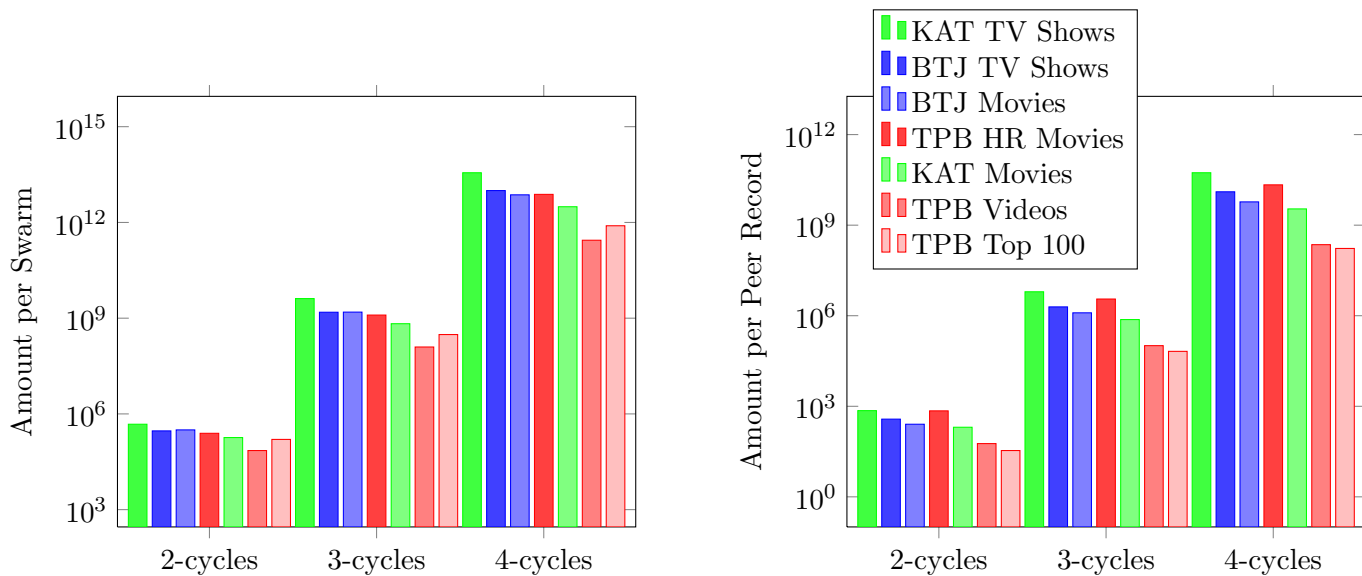 Amount per Swarm
10^15
10^12
10^9
10^6
10^3
2-cycles 3-cycles 4-cycles
KAT TV Shows
BTJ TV Shows
BTJ Movies
TPB HR Movies
KAT Movies
TPB Videos
TPB Top 100
Amount per Peer Record
10^12
10^9
10^6
10^3
10^0
2-cycles 3-cycles 4-cycles